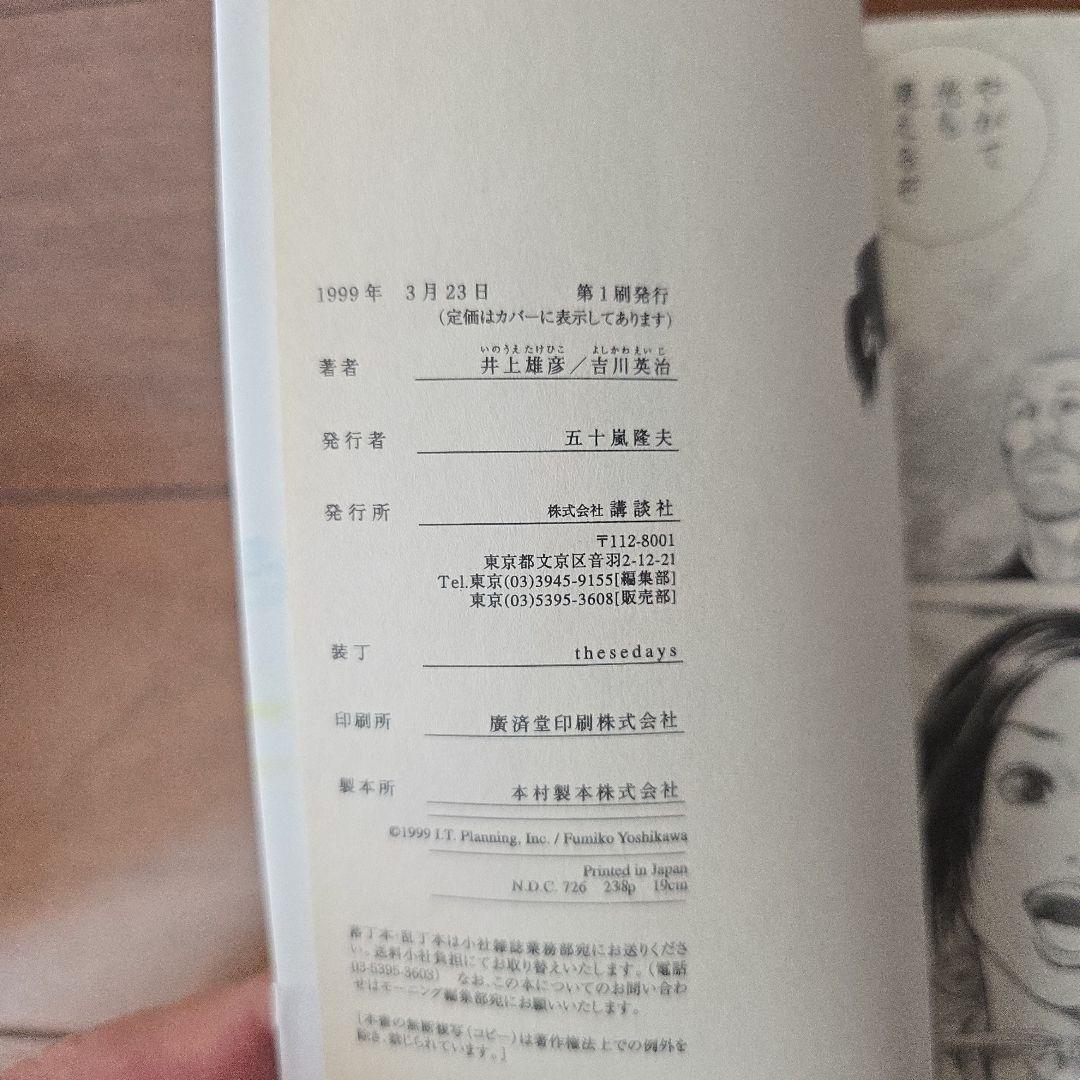 1999年 3月23日 第1刷発行
（定価はカバーに表示してあります）
いのうえたけひこ よしかわえいじ
著者 井上雄彦／吉川英治
発行者 五十嵐隆夫
発行所 株式会社 講談社
〒112-8001
東京都文京区音羽2-12-21
Tel.東京(03)3945-9155[編集部]
東京(03)5395-3608[販売部]
装丁 thesedays
印刷所 廣済堂印刷株式会社
製本所 本村製本株式会社
©1999 I.T. Planning, Inc. / Fumiko Yoshikawa
Printed in Japan
N.D.C. 726 238p 19cm
落丁本・乱丁本は小社雑誌業務部宛にお送りくださ
い。送料小社負担にてお取り替えいたします。（電話
03-5395-3603） なお、この本についてのお問い合わ
せはモーニング編集部宛にお願いいたします。
［本書の無断複写（コピー）は著作権法上での例外を
除き、禁じられています。］
やがて